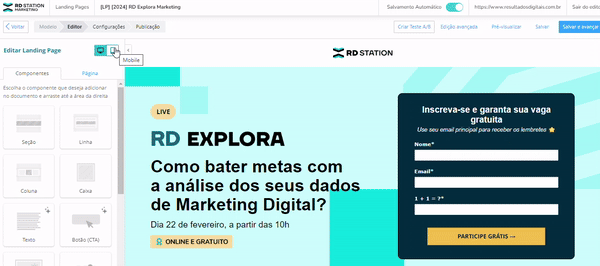 RD STATION
MARKETING
Landing Pages
[LP] [2024] RD Explora Marketing
Salvamento Automático
https://www.resultadosdigitais.com.br
Sair do edito
Voltar
Modelo
Editor
Configurações
Publicação
Criar Teste A/B
Edição avançada
Pré-visualizar
Salvar
Salvar e avançar
Editar Landing Page
Mobile
Componentes
Página
Escolha o componente que deseja adicionar
no documento e arraste até a área da direita.
Seção
Linha
Coluna
Caixa
Texto
Botão (CTA)
RD STATION
LIVE
RD EXPLORA
Como bater metas com
a análise dos seus dados
de Marketing Digital?
Dia 22 de fevereiro, a partir das 10h
ONLINE E GRATUITO
Inscreva-se e garanta sua vaga
gratuita
Use seu email principal para receber os lembretes
Nome*
Email*
1 + 1 = ?*
PARTICIPE GRÁTIS →